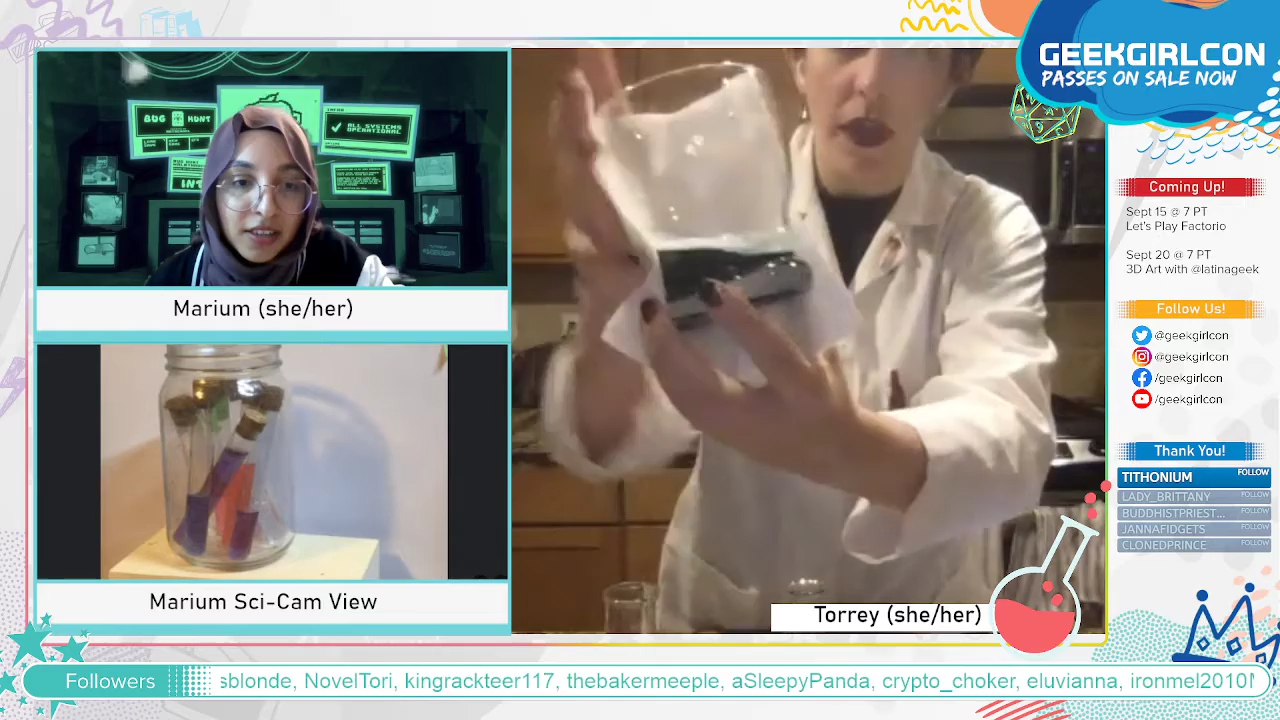 GEEKGIRLCON
PASSES ON SALE NOW
BUG HUNT
ALL SYSTEMS
OPERATIONAL
INT
Marium (she/her)
Marium Sci-Cam View
Torrey (she/her)
Coming Up!
Sept 15 @ 7 PT
Let's Play Factorio
Sept 20 @ 7 PT
3D Art with @latinageek
Follow Us!
@geekgirlcon
@geekgirlcon
/geekgirlcon
/geekgirlcon
Thank You!
TITHONIUM FOLLOW
LADY_BRITTANY FOLLOW
BUDDHISTPRIEST... FOLLOW
JANNAFIDGETS FOLLOW
CLONEDPRINCE FOLLOW
Followers sblonde, NovelTori, kingrackteer117, thebakermeeple, aSleepyPanda, crypto_choker, eluvianna, ironmel2010